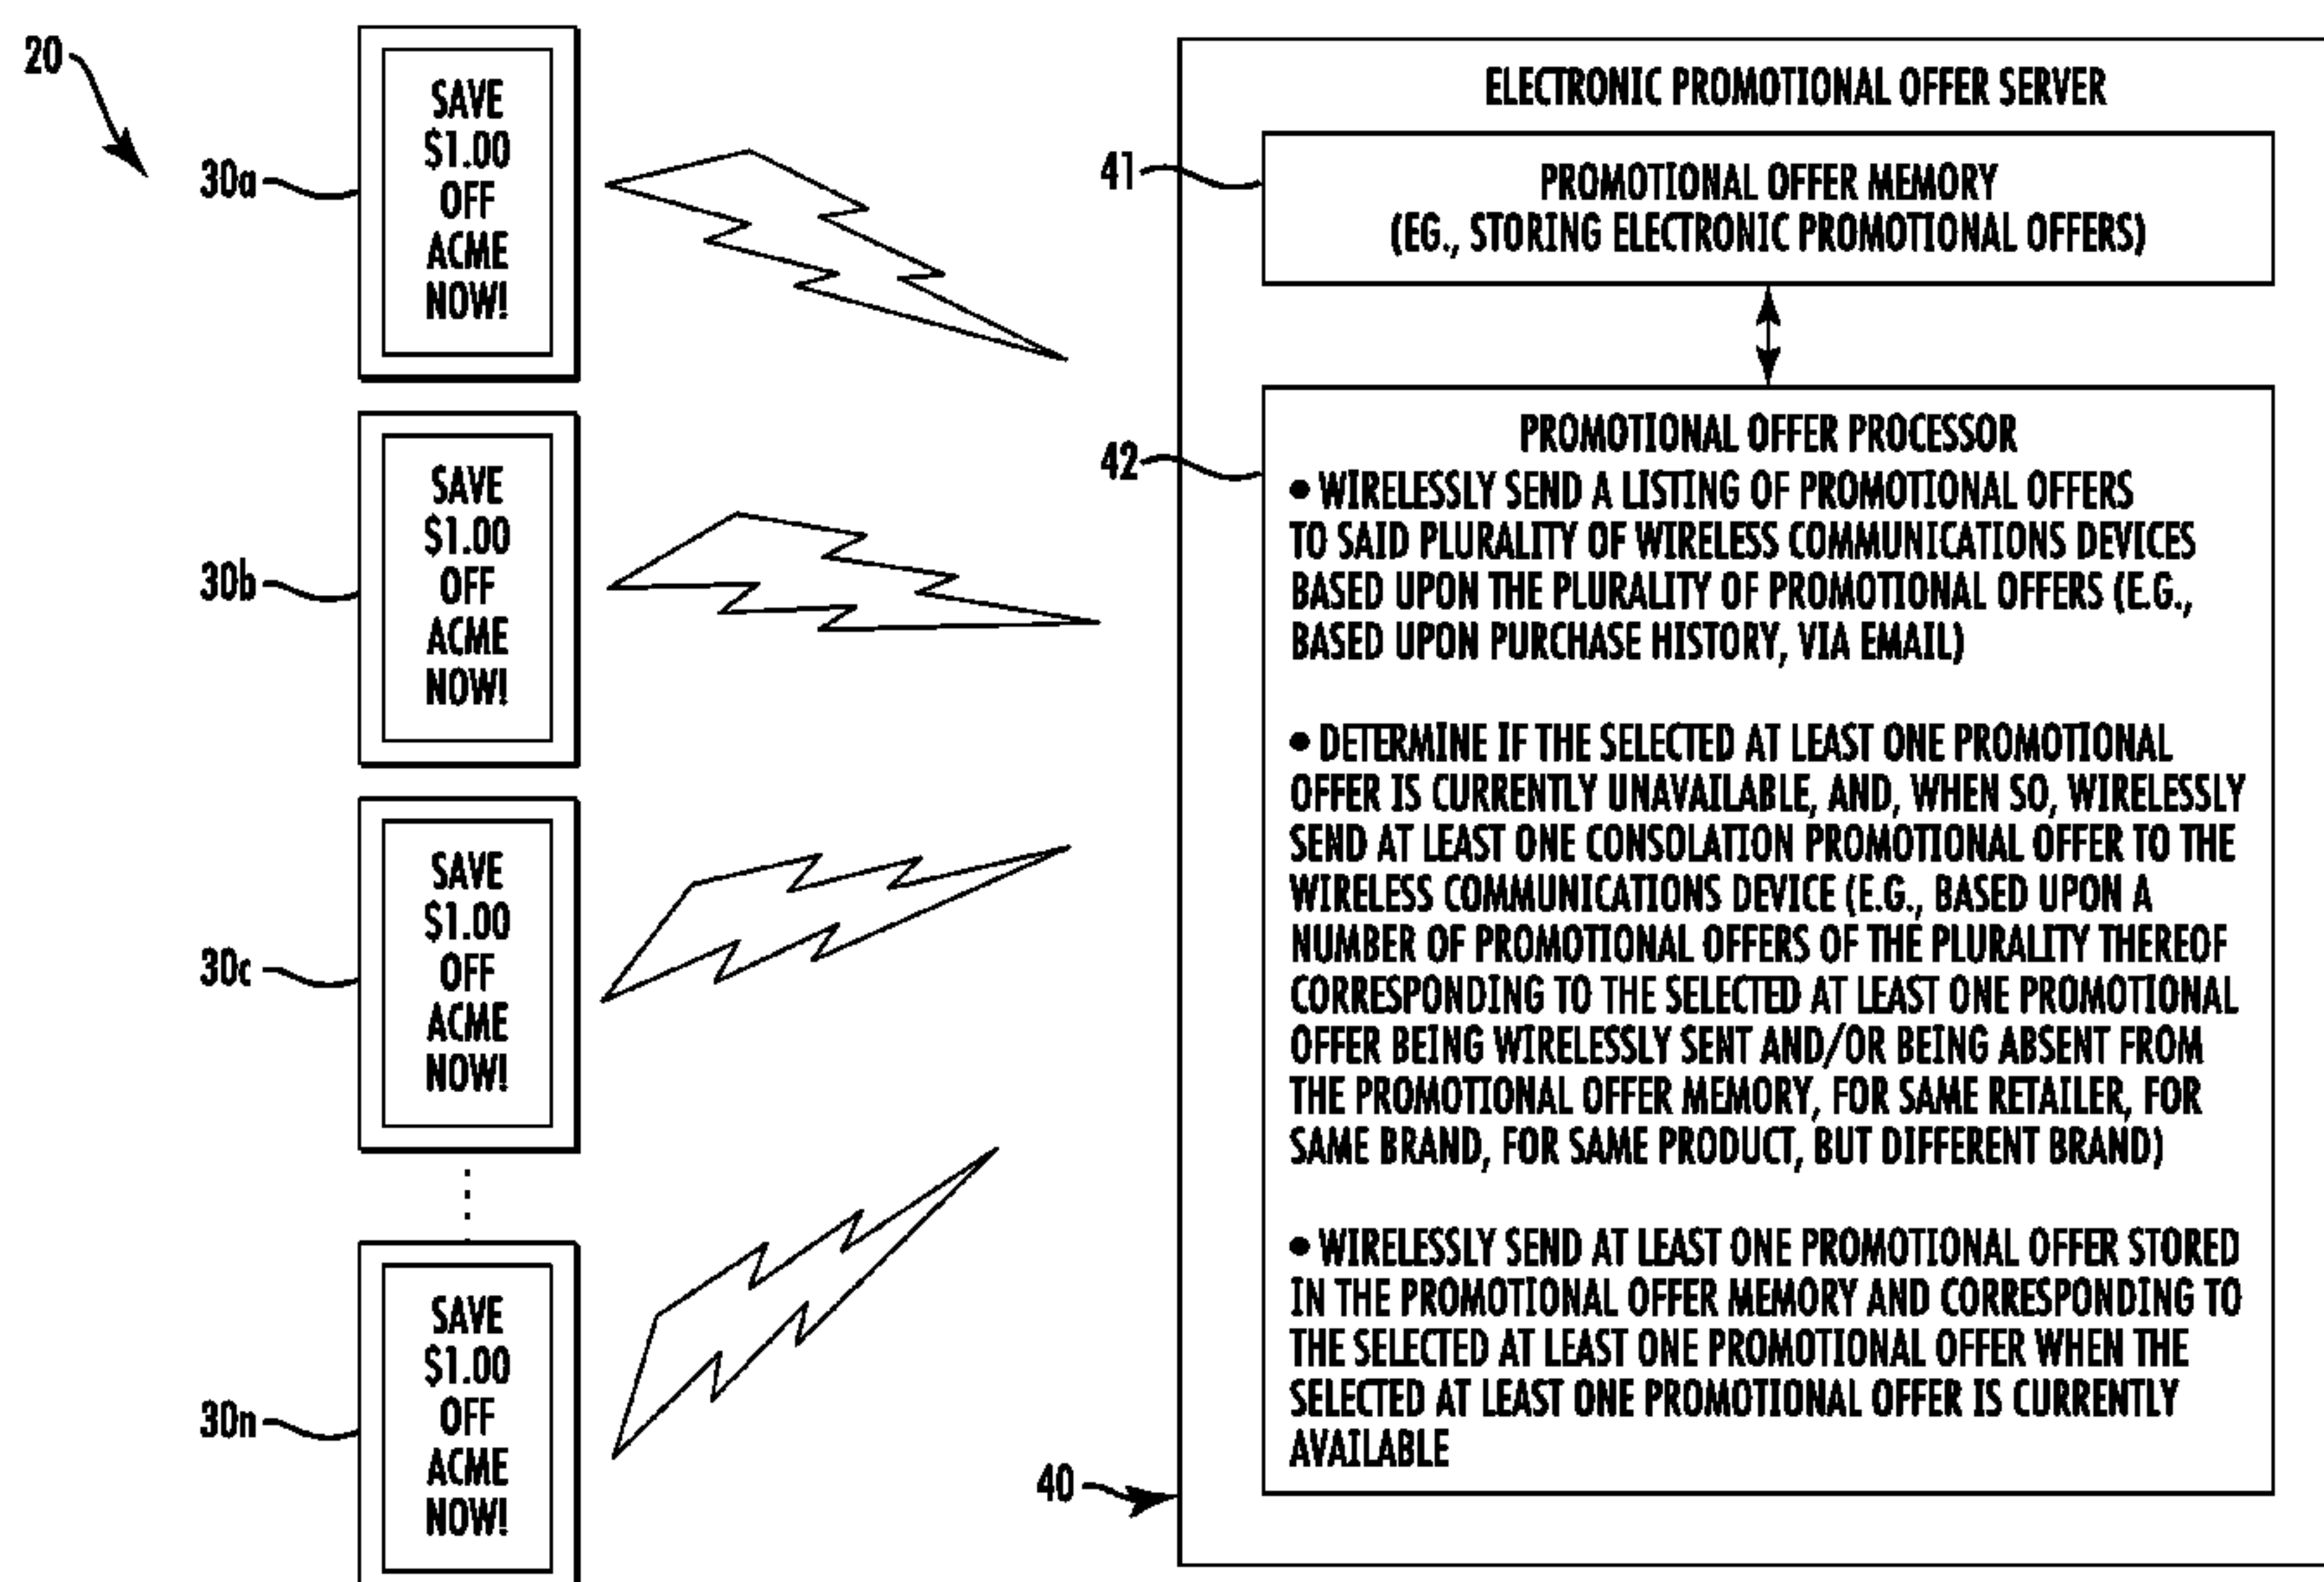 20
30a
SAVE
$1.00
OFF
ACME
NOW!
30b
SAVE
$1.00
OFF
ACME
NOW!
30c
SAVE
$1.00
OFF
ACME
NOW!
30n
SAVE
$1.00
OFF
ACME
NOW!
ELECTRONIC PROMOTIONAL OFFER SERVER
41
PROMOTIONAL OFFER MEMORY
(EG., STORING ELECTRONIC PROMOTIONAL OFFERS)
42
PROMOTIONAL OFFER PROCESSOR
• WIRELESSLY SEND A LISTING OF PROMOTIONAL OFFERS
TO SAID PLURALITY OF WIRELESS COMMUNICATIONS DEVICES
BASED UPON THE PLURALITY OF PROMOTIONAL OFFERS (E.G.,
BASED UPON PURCHASE HISTORY, VIA EMAIL)
• DETERMINE IF THE SELECTED AT LEAST ONE PROMOTIONAL
OFFER IS CURRENTLY UNAVAILABLE, AND, WHEN SO, WIRELESSLY
SEND AT LEAST ONE CONSOLATION PROMOTIONAL OFFER TO THE
WIRELESS COMMUNICATIONS DEVICE (E.G., BASED UPON A
NUMBER OF PROMOTIONAL OFFERS OF THE PLURALITY THEREOF
CORRESPONDING TO THE SELECTED AT LEAST ONE PROMOTIONAL
OFFER BEING WIRELESSLY SENT AND/OR BEING ABSENT FROM
THE PROMOTIONAL OFFER MEMORY, FOR SAME RETAILER, FOR
SAME BRAND, FOR SAME PRODUCT, BUT DIFFERENT BRAND)
• WIRELESSLY SEND AT LEAST ONE PROMOTIONAL OFFER STORED
IN THE PROMOTIONAL OFFER MEMORY AND CORRESPONDING TO
THE SELECTED AT LEAST ONE PROMOTIONAL OFFER WHEN THE
SELECTED AT LEAST ONE PROMOTIONAL OFFER IS CURRENTLY
AVAILABLE
40